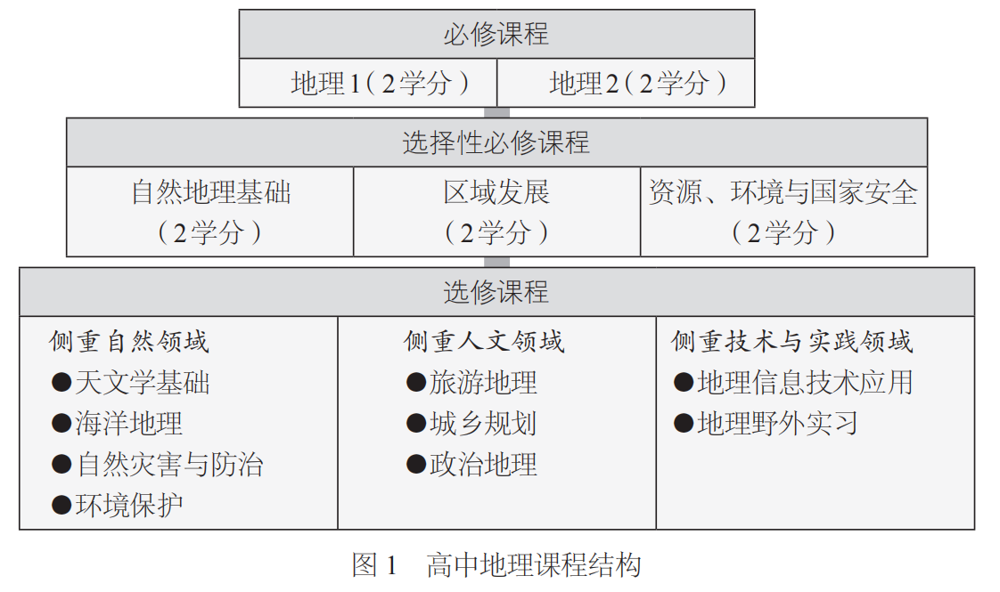 必修课程
地理1(2学分)
地理2(2学分)
选择性必修课程
自然地理基础
(2学分)
区域发展
(2学分)
资源、环境与国家安全
(2学分)
选修课程
侧重自然领域
●天文学基础
●海洋地理
●自然灾害与防治
●环境保护
侧重人文领域
●旅游地理
●城乡规划
●政治地理
侧重技术与实践领域
●地理信息技术应用
●地理野外实习
图1 高中地理课程结构